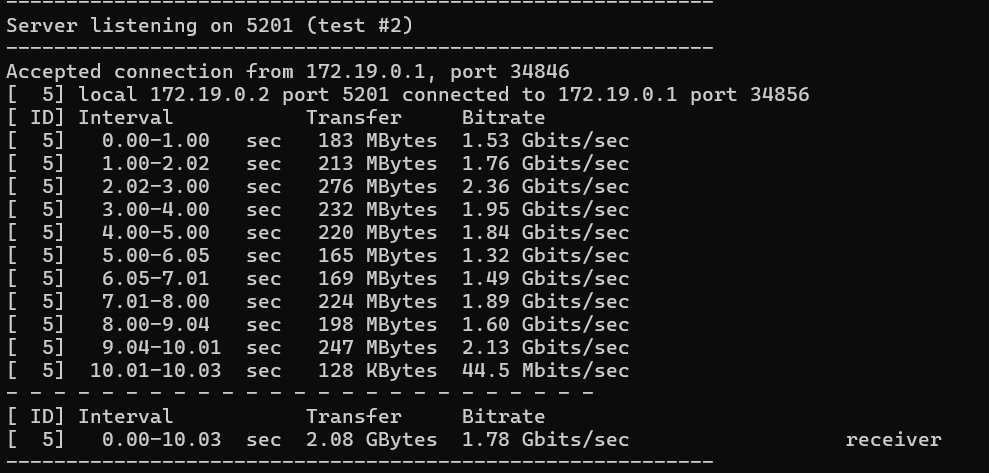 -----------------------------------------------------------
Server listening on 5201 (test #2)
-----------------------------------------------------------
Accepted connection from 172.19.0.1, port 34846
[  5] local 172.19.0.2 port 5201 connected to 172.19.0.1 port 34856
[ ID] Interval           Transfer     Bitrate
[  5]   0.00-1.00   sec   183 MBytes  1.53 Gbits/sec
[  5]   1.00-2.02   sec   213 MBytes  1.76 Gbits/sec
[  5]   2.02-3.00   sec   276 MBytes  2.36 Gbits/sec
[  5]   3.00-4.00   sec   232 MBytes  1.95 Gbits/sec
[  5]   4.00-5.00   sec   220 MBytes  1.84 Gbits/sec
[  5]   5.00-6.05   sec   165 MBytes  1.32 Gbits/sec
[  5]   6.05-7.01   sec   169 MBytes  1.49 Gbits/sec
[  5]   7.01-8.00   sec   224 MBytes  1.89 Gbits/sec
[  5]   8.00-9.04   sec   198 MBytes  1.60 Gbits/sec
[  5]   9.04-10.01  sec   247 MBytes  2.13 Gbits/sec
[  5]  10.01-10.03  sec   128 KBytes  44.5 Mbits/sec
- - - - - - - - - - - - - - - - - - - - - - - - -
[ ID] Interval           Transfer     Bitrate
[  5]   0.00-10.03  sec  2.08 GBytes  1.78 Gbits/sec                  receiver
-----------------------------------------------------------